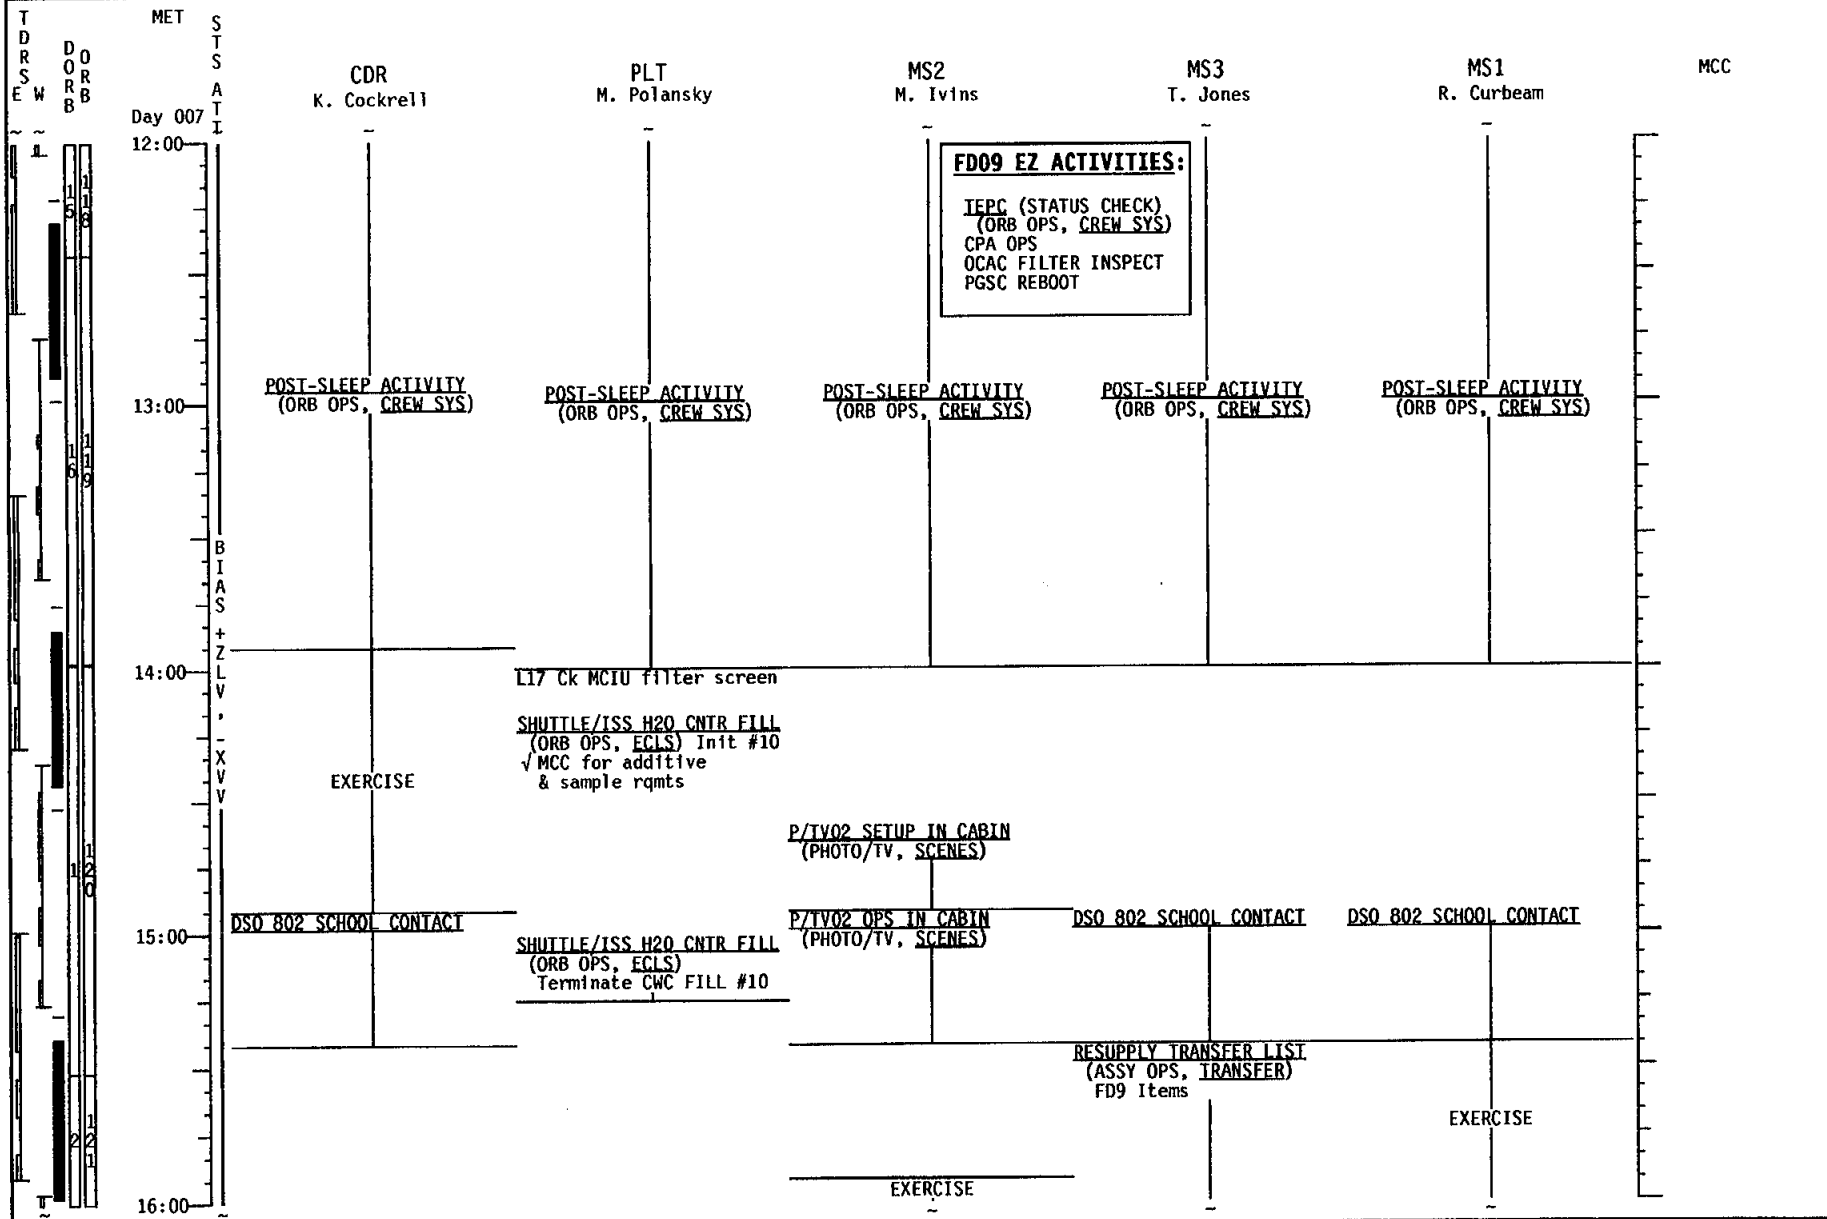 TDRS
E W
DORB
ORB
MET
STS ATT
CDR
K. Cockrell
PLT
M. Polansky
MS2
M. Ivins
MS3
T. Jones
MS1
R. Curbeam
MCC
Day 007
~ ~ ~ ~ ~ ~ ~
12:00
13:00
14:00
15:00
16:00
15
118
16
119
1
120
2
121
BIAS +ZLV, -XVV
FD09 EZ ACTIVITIES:
TEPC (STATUS CHECK)
(ORB OPS, CREW SYS)
CPA OPS
OCAC FILTER INSPECT
PGSC REBOOT
POST-SLEEP ACTIVITY
(ORB OPS, CREW SYS)
POST-SLEEP ACTIVITY
(ORB OPS, CREW SYS)
POST-SLEEP ACTIVITY
(ORB OPS, CREW SYS)
POST-SLEEP ACTIVITY
(ORB OPS, CREW SYS)
POST-SLEEP ACTIVITY
(ORB OPS, CREW SYS)
EXERCISE
DSO 802 SCHOOL CONTACT
L17 Ck MCIU filter screen
SHUTTLE/ISS H2O CNTR FILL
(ORB OPS, ECLS) Init #10
√ MCC for additive
& sample rqmts
SHUTTLE/ISS H2O CNTR FILL
(ORB OPS, ECLS)
Terminate CWC FILL #10
P/TV02 SETUP IN CABIN
(PHOTO/TV, SCENES)
P/TV02 OPS IN CABIN
(PHOTO/TV, SCENES)
EXERCISE
DSO 802 SCHOOL CONTACT
RESUPPLY TRANSFER LIST
(ASSY OPS, TRANSFER)
FD9 Items
DSO 802 SCHOOL CONTACT
EXERCISE
~ ~ ~ ~ ~